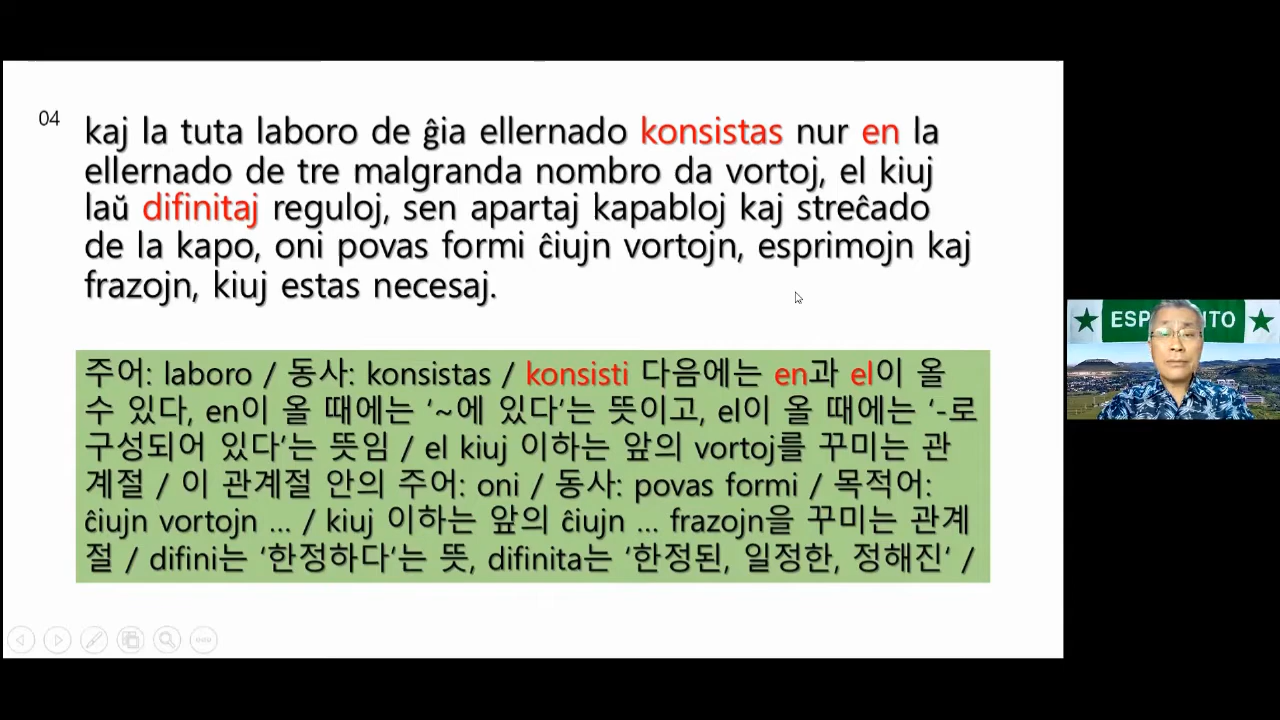 04
kaj la tuta laboro de ĝia ellernado konsistas nur en la
ellernado de tre malgranda nombro da vortoj, el kiuj
laŭ difinitaj reguloj, sen apartaj kapabloj kaj streĉado
de la kapo, oni povas formi ĉiujn vortojn, esprimojn kaj
frazojn, kiuj estas necesaj.
주어: laboro / 동사: konsistas / konsisti 다음에는 en과 el이 올
수 있다, en이 올 때에는 ‘~에 있다’는 뜻이고, el이 올 때에는 ‘-로
구성되어 있다’는 뜻임 / el kiuj 이하는 앞의 vortoj를 꾸미는 관
계절 / 이 관계절 안의 주어: oni / 동사: povas formi / 목적어:
ĉiujn vortojn ... / kiuj 이하는 앞의 ĉiujn ... frazojn을 꾸미는 관계
절 / difini는 ‘한정하다’는 뜻, difinita는 ‘한정된, 일정한, 정해진‘ /